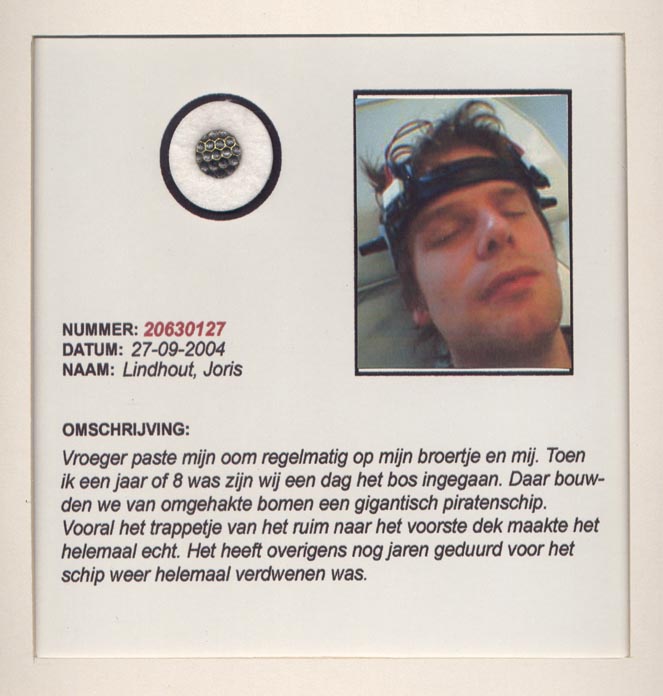 NUMMER: 20630127
DATUM: 27-09-2004
NAAM: Lindhout, Joris
OMSCHRIJVING:
Vroeger paste mijn oom regelmatig op mijn broertje en mij. Toen
ik een jaar of 8 was zijn wij een dag het bos ingegaan. Daar bouw-
den we van omgehakte bomen een gigantisch piratenschip.
Vooral het trappetje van het ruim naar het voorste dek maakte het
helemaal echt. Het heeft overigens nog jaren geduurd voor het
schip weer helemaal verdwenen was.